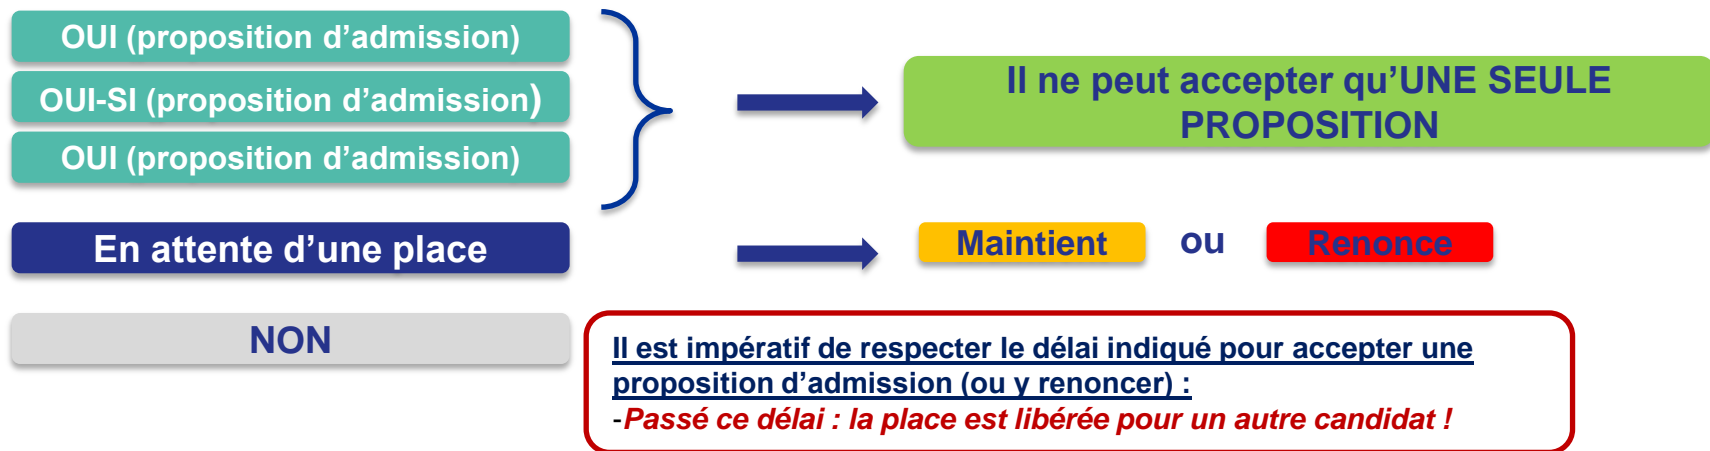 OUI (proposition d’admission)
OUI-SI (proposition d’admission)
OUI (proposition d’admission)
Il ne peut accepter qu’UNE SEULE
PROPOSITION
En attente d’une place
Maintient ou Renonce
NON
Il est impératif de respecter le délai indiqué pour accepter une
proposition d’admission (ou y renoncer) :
-Passé ce délai : la place est libérée pour un autre candidat !